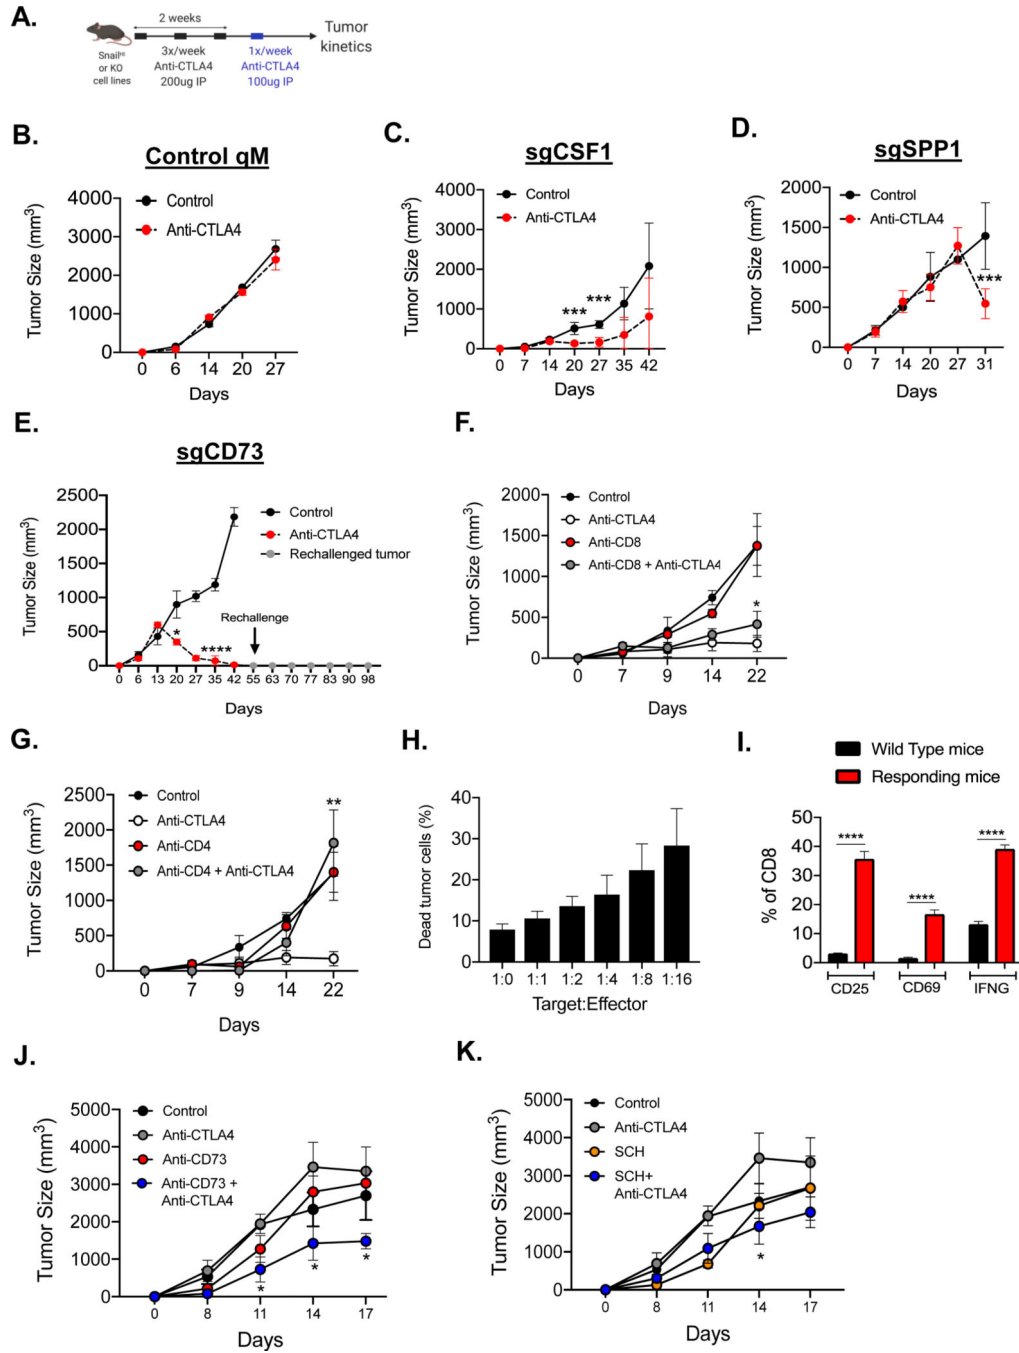 A.
2 weeks
Snailᴴᴵ
or KO
cell lines
3x/week
Anti-CTLA4
200ug IP
1x/week
Anti-CTLA4
100ug IP
Tumor
kinetics
B.
Control qM
Control
Anti-CTLA4
Tumor Size (mm³)
4000
3000
2000
1000
0
0 6 14 20 27
Days
C.
sgCSF1
Control
Anti-CTLA4
Tumor Size (mm³)
4000
3000
2000
1000
0
*** ***
0 7 14 20 27 35 42
Days
D.
sgSPP1
Control
Anti-CTLA4
Tumor Size (mm³)
2000
1500
1000
500
0
***
0 7 14 20 27 31
Days
E.
sgCD73
Control
Anti-CTLA4
Rechallenged tumor
Tumor Size (mm³)
2500
2000
1500
1000
500
0
* ****
Rechallenge
0 6 13 20 27 35 42 55 63 70 77 83 90 98
Days
F.
Control
Anti-CTLA4
Anti-CD8
Anti-CD8 + Anti-CTLA4
Tumor Size (mm³)
2000
1500
1000
500
0
*
0 7 9 14 22
Days
G.
Control
Anti-CTLA4
Anti-CD4
Anti-CD4 + Anti-CTLA4
Tumor Size (mm³)
2500
2000
1500
1000
500
0
**
0 7 9 14 22
Days
H.
Dead tumor cells (%)
40
30
20
10
0
1:0 1:1 1:2 1:4 1:8 1:16
Target:Effector
I.
Wild Type mice
Responding mice
% of CD8
50
40
30
20
10
0
**** **** ****
CD25 CD69 IFNG
J.
Control
Anti-CTLA4
Anti-CD73
Anti-CD73 +
Anti-CTLA4
Tumor Size (mm³)
5000
4000
3000
2000
1000
0
* * *
0 8 11 14 17
Days
K.
Control
Anti-CTLA4
SCH
SCH+
Anti-CTLA4
Tumor Size (mm³)
5000
4000
3000
2000
1000
0
*
0 8 11 14 17
Days